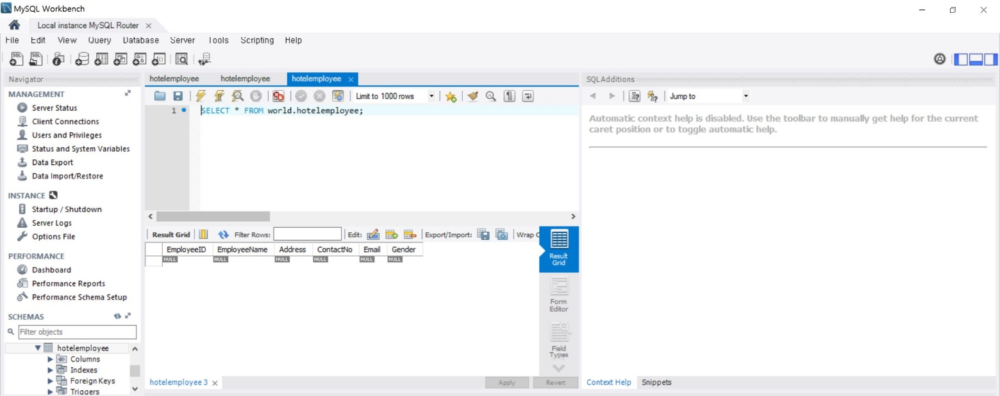 MySQL Workbench
Local instance MySQL Router
File Edit View Query Database Server Tools Scripting Help
Navigator
MANAGEMENT
Server Status
Client Connections
Users and Privileges
Status and System Variables
Data Export
Data Import/Restore
INSTANCE
Startup / Shutdown
Server Logs
Options File
PERFORMANCE
Dashboard
Performance Reports
Performance Schema Setup
SCHEMAS
Filter objects
hotelemployee
Columns
Indexes
Foreign Keys
Triggers
hotelemployee hotelemployee hotelemployee
Limit to 1000 rows
1 SELECT * FROM world.hotelemployee;
Result Grid Filter Rows: Edit: Export/Import: Wrap C
EmployeeID EmployeeName Address ContactNo Email Gender
NULL NULL NULL NULL NULL NULL
Result
Grid
Form
Editor
Field
Types
hotelemployee 3
Apply Revert
SQLAdditions
Jump to
Automatic context help is disabled. Use the toolbar to manually get help for the current
caret position or to toggle automatic help.
Context Help Snippets